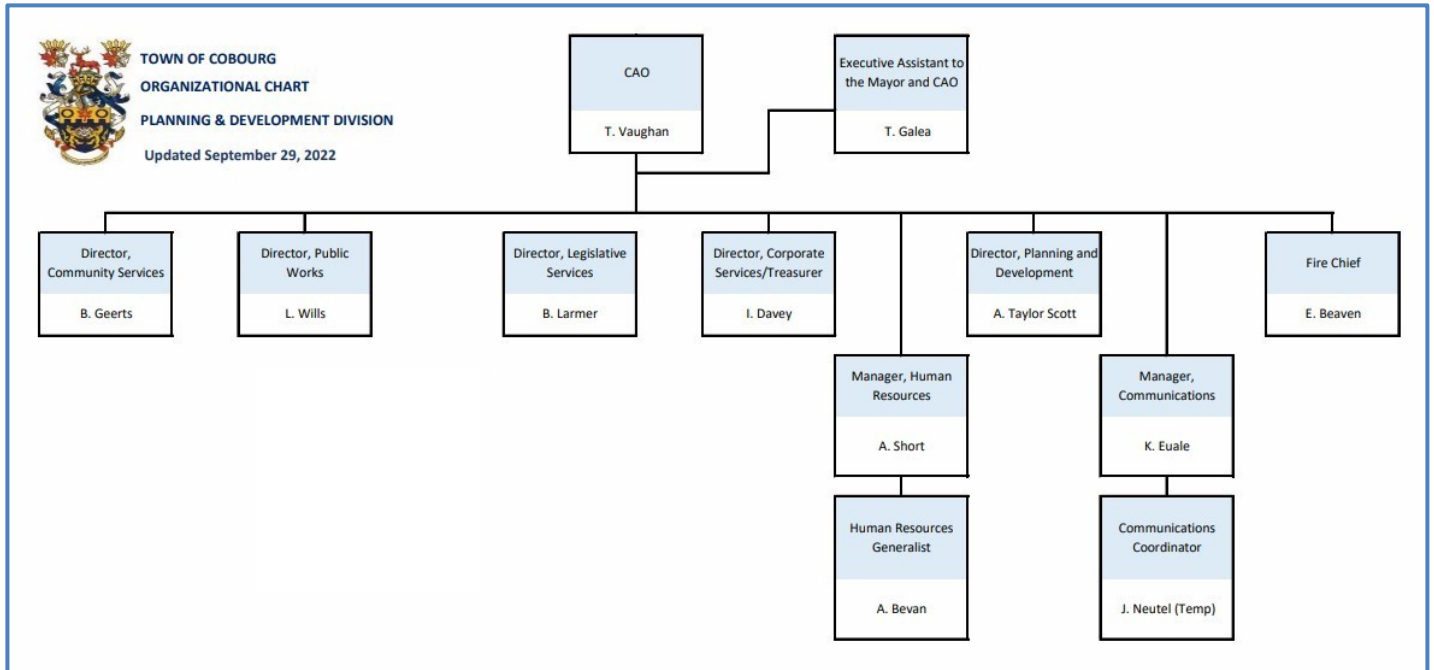 TOWN OF COBOURG
ORGANIZATIONAL CHART
PLANNING & DEVELOPMENT DIVISION
Updated September 29, 2022
CAO
T. Vaughan
Executive Assistant to
the Mayor and CAO
T. Galea
Director,
Community Services
B. Geerts
Director, Public
Works
L. Wills
Director, Legislative
Services
B. Larmer
Director, Corporate
Services/Treasurer
I. Davey
Director, Planning and
Development
A. Taylor Scott
Fire Chief
E. Beaven
Manager, Human
Resources
A. Short
Manager,
Communications
K. Euale
Human Resources
Generalist
A. Bevan
Communications
Coordinator
J. Neutel (Temp)